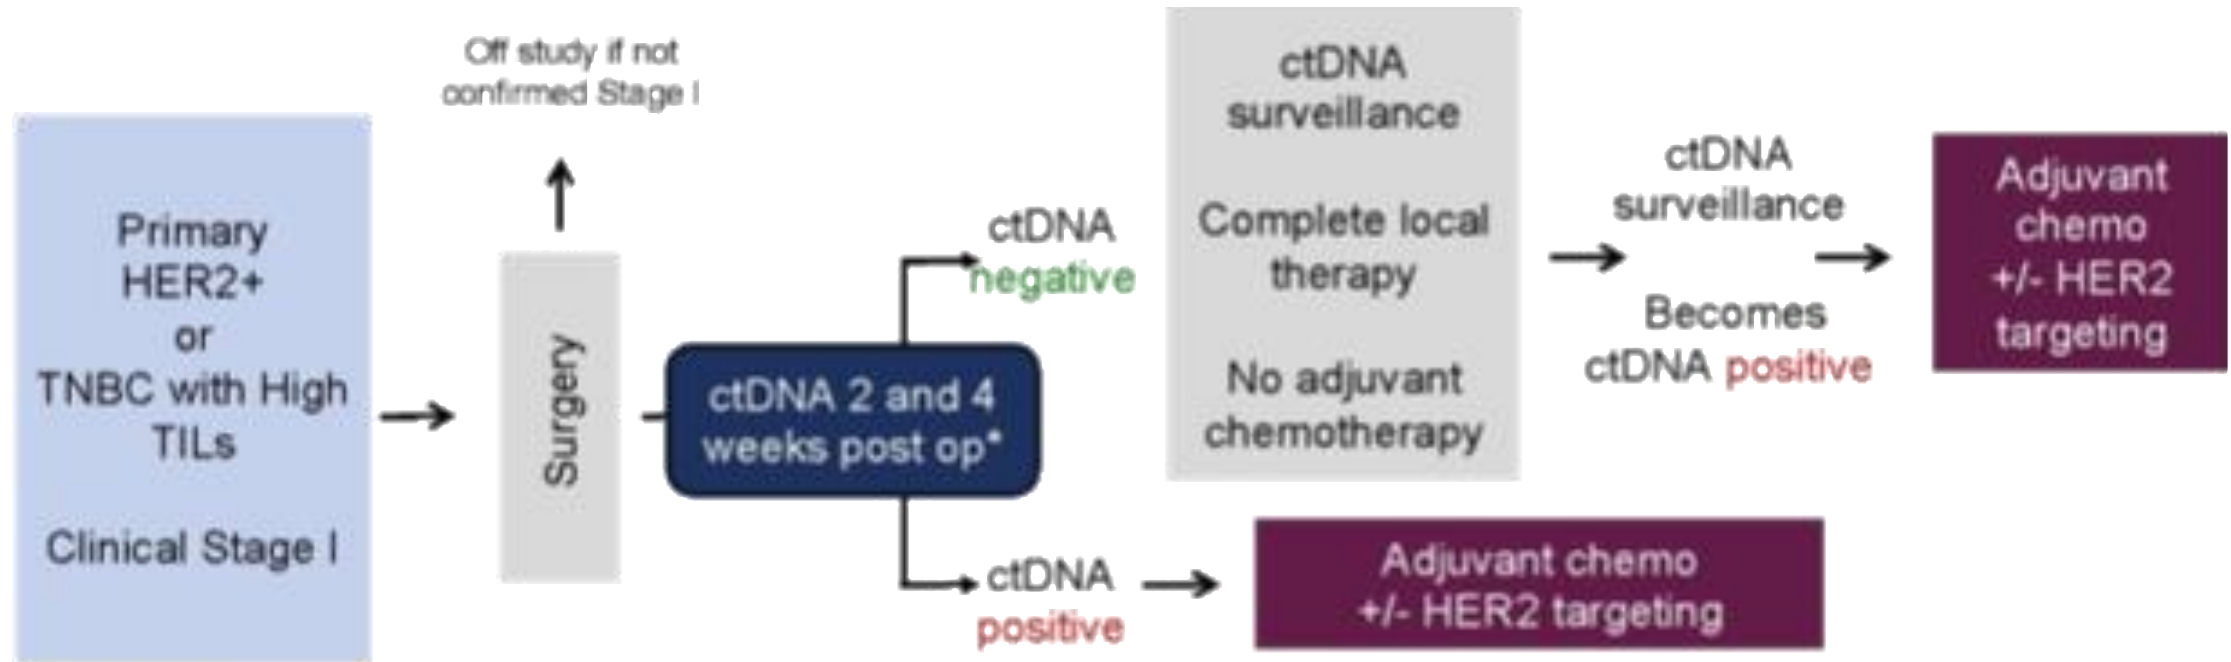 Primary
HER2+
or
TNBC with High
TILs
Clinical Stage I
Off study if not
confirmed Stage I
Surgery
ctDNA 2 and 4
weeks post op*
ctDNA
negative
ctDNA
surveillance
Complete local
therapy
No adjuvant
chemotherapy
ctDNA
surveillance
Becomes
ctDNA positive
Adjuvant
chemo
+/- HER2
targeting
ctDNA
positive
Adjuvant chemo
+/- HER2 targeting